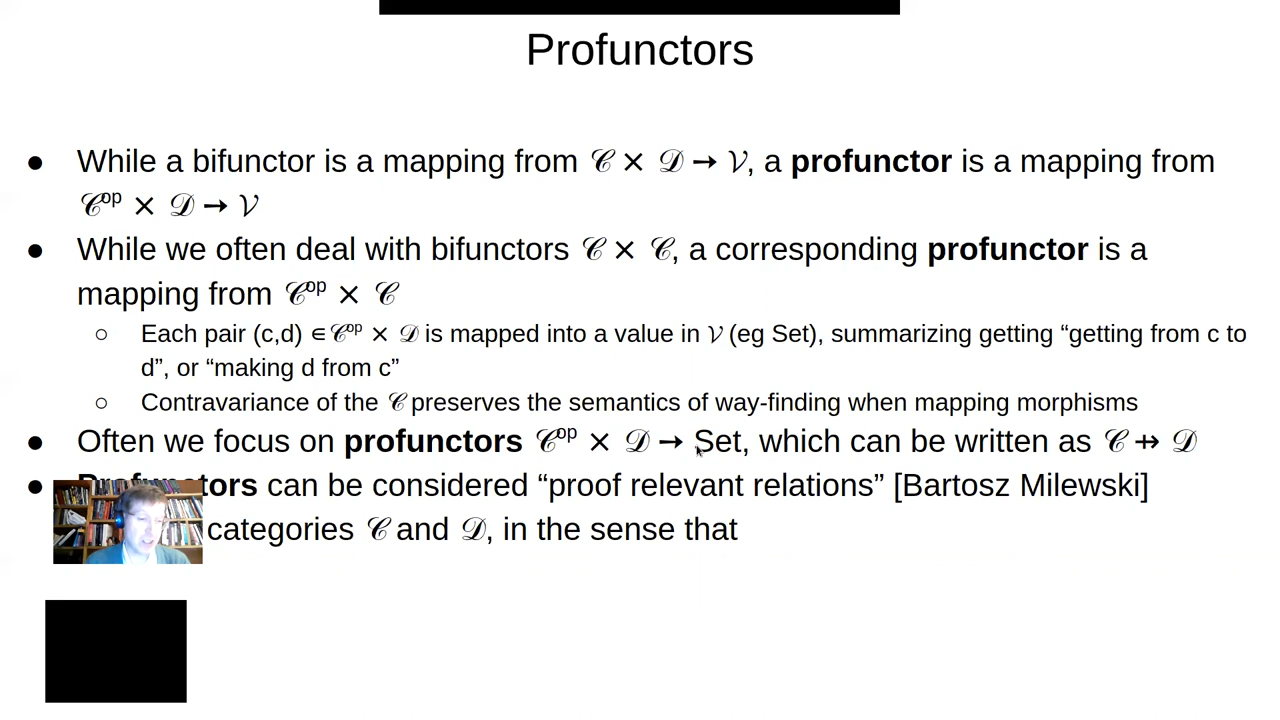 Profunctors
● While a bifunctor is a mapping from 𝒞 × 𝒟 → 𝒱, a profunctor is a mapping from
𝒞ᵒᵖ × 𝒟 → 𝒱
● While we often deal with bifunctors 𝒞 × 𝒞, a corresponding profunctor is a
mapping from 𝒞ᵒᵖ × 𝒞
○ Each pair (c,d) ∈ 𝒞ᵒᵖ × 𝒟 is mapped into a value in 𝒱 (eg Set), summarizing getting “getting from c to
d”, or “making d from c”
○ Contravariance of the 𝒞 preserves the semantics of way-finding when mapping morphisms
● Often we focus on profunctors 𝒞ᵒᵖ × 𝒟 → Set, which can be written as 𝒞 ⇸ 𝒟
● Profunctors can be considered “proof relevant relations” [Bartosz Milewski]
categories 𝒞 and 𝒟, in the sense that